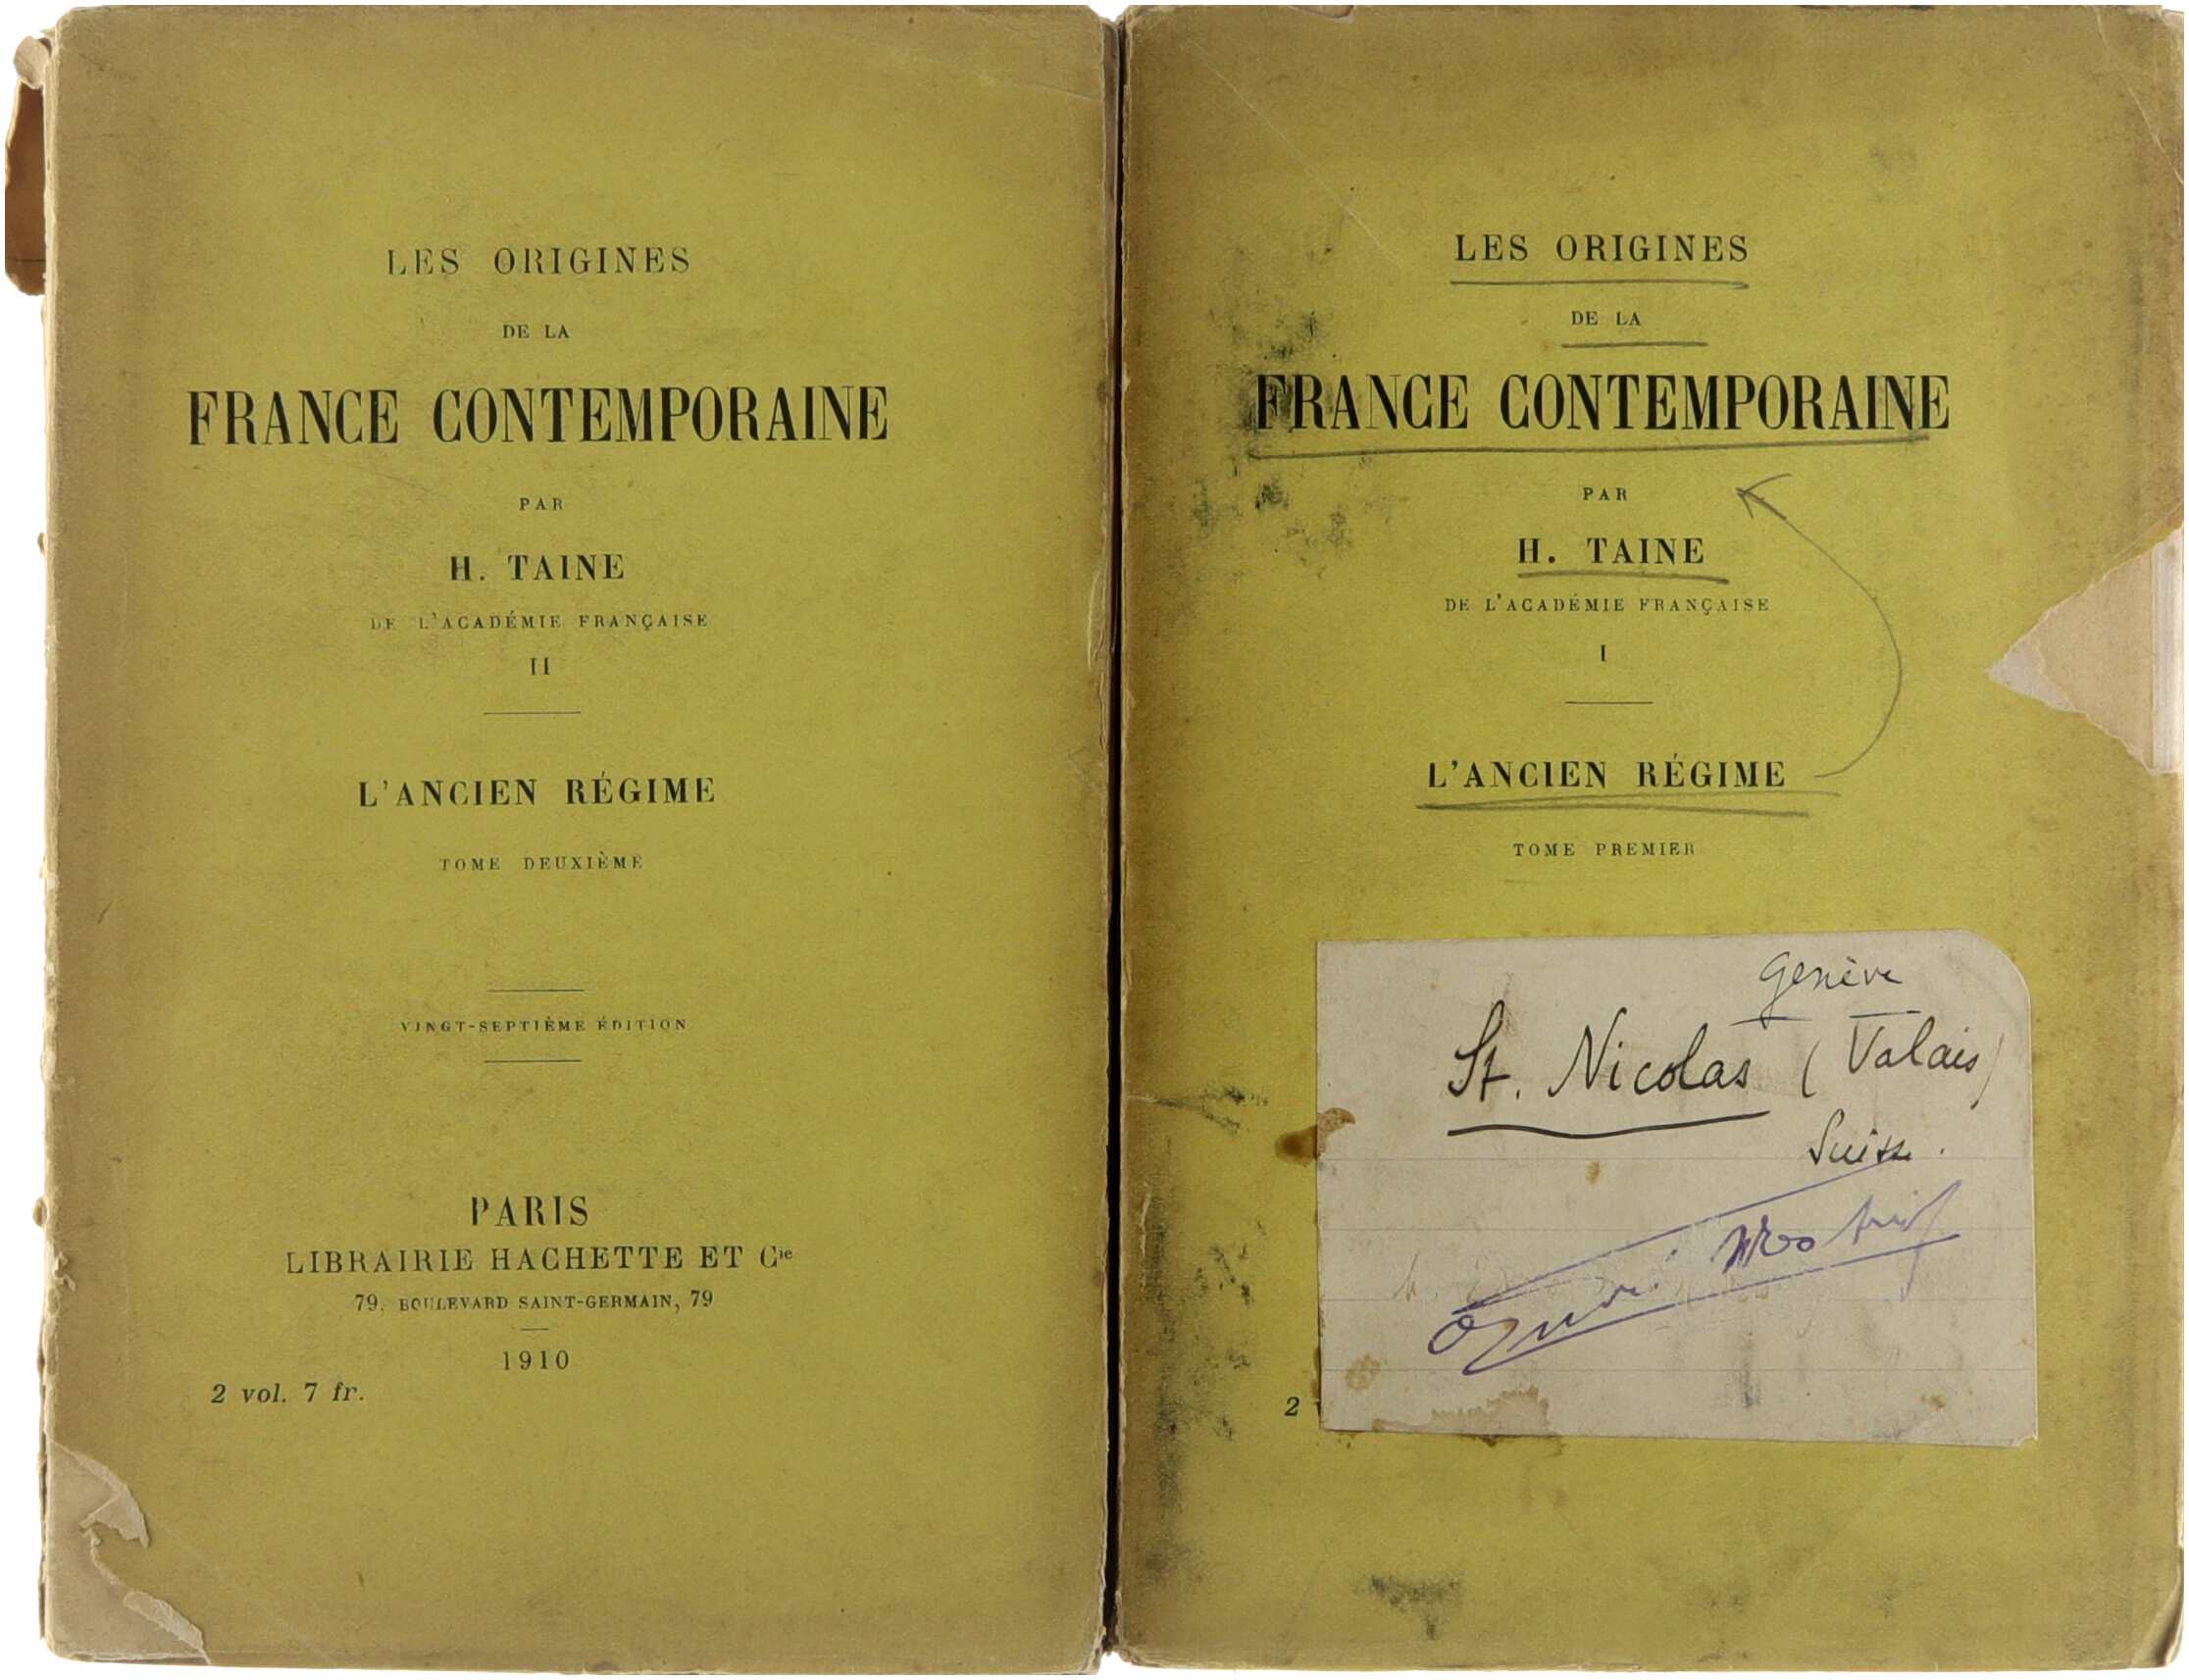 LES ORIGINES
DE LA
FRANCE CONTEMPORAINE
PAR
H. TAINE
DE L'ACADÉMIE FRANÇAISE
II
L'ANCIEN RÉGIME
TOME DEUXIÈME
VINGT-SEPTIÈME ÉDITION
PARIS
LIBRAIRIE HACHETTE ET Cie
79, BOULEVARD SAINT-GERMAIN, 79
1910
2 vol. 7 fr.
LES ORIGINES
DE LA
FRANCE CONTEMPORAINE
PAR
H. TAINE
DE L'ACADÉMIE FRANÇAISE
I
L'ANCIEN RÉGIME
TOME PREMIER
Genève
St. Nicolas (Valais)
Suisse.
2